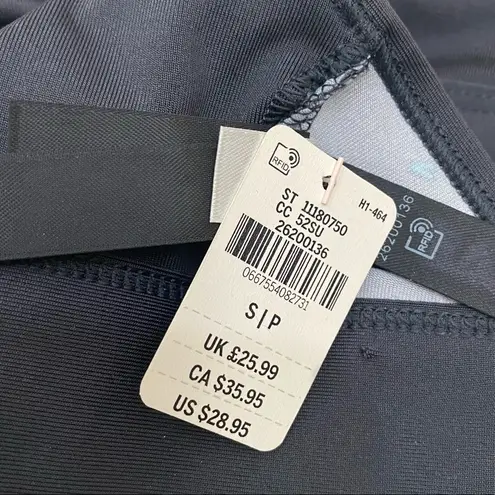 RFID
H1-464
ST 11180750
CC 52SU
26200136
0667554082731
S|P
UK £25.99
CA $35.95
US $28.95
26200136
RFID